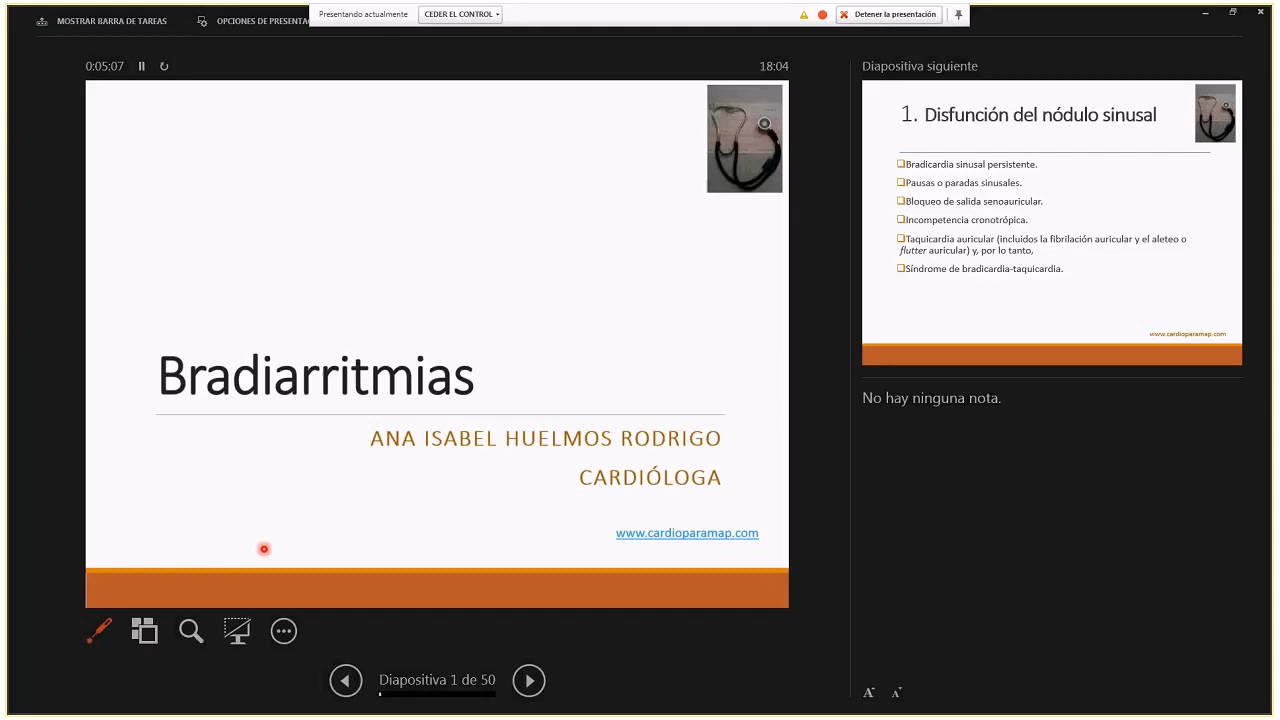 Presentando actualmente
CEDER EL CONTROL
Detener la presentación
MOSTRAR BARRA DE TAREAS
OPCIONES DE PRESENTA
0:05:07
18:04
Bradiarritmias
ANA ISABEL HUELMOS RODRIGO
CARDIÓLOGA
www.cardioparamap.com
Diapositiva 1 de 50
Diapositiva siguiente
1. Disfunción del nódulo sinusal
Bradicardia sinusal persistente.
Pausas o paradas sinusales.
Bloqueo de salida senoauricular.
Incompetencia cronotrópica.
Taquicardia auricular (incluidos la fibrilación auricular y el aleteo o
flutter auricular) y, por lo tanto,
Síndrome de bradicardia-taquicardia.
www.cardioparamap.com
No hay ninguna nota.
A A